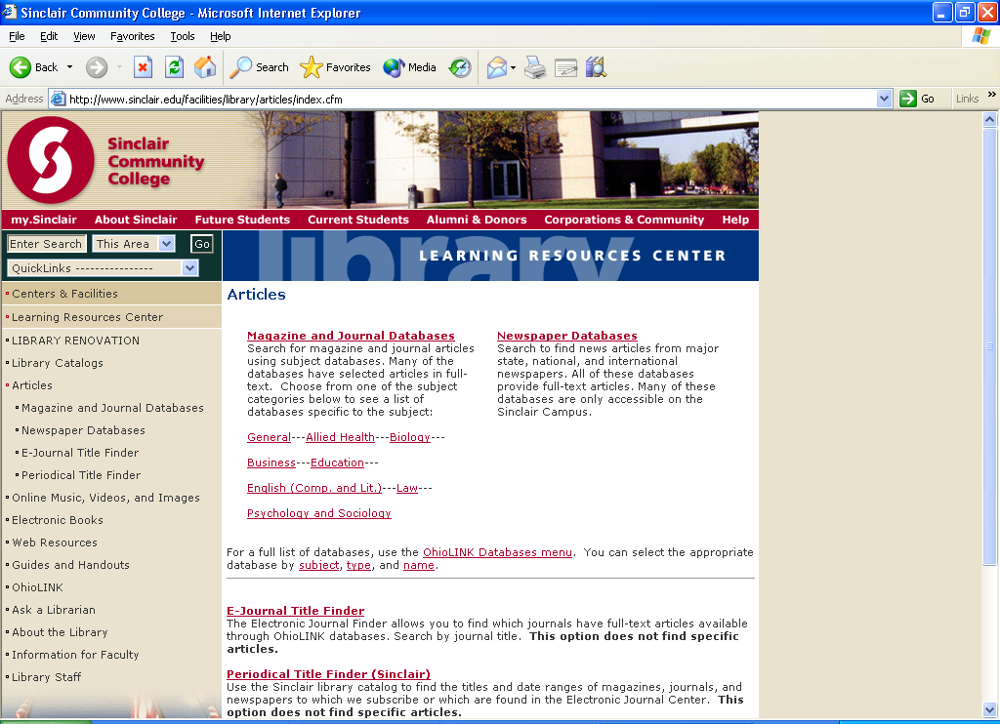 Sinclair Community College - Microsoft Internet Explorer
File Edit View Favorites Tools Help
Back Search Favorites Media
Address http://www.sinclair.edu/facilities/library/articles/index.cfm Go Links »
Sinclair
Community
College
my.Sinclair About Sinclair Future Students Current Students Alumni & Donors Corporations & Community Help
Enter Search This Area Go
QuickLinks ----------------
library
LEARNING RESOURCES CENTER
Centers & Facilities
Learning Resources Center
LIBRARY RENOVATION
Library Catalogs
Articles
Magazine and Journal Databases
Newspaper Databases
E-Journal Title Finder
Periodical Title Finder
Online Music, Videos, and Images
Electronic Books
Web Resources
Guides and Handouts
OhioLINK
Ask a Librarian
About the Library
Information for Faculty
Library Staff
Articles
Magazine and Journal Databases
Search for magazine and journal articles
using subject databases. Many of the
databases have selected articles in full-
text. Choose from one of the subject
categories below to see a list of
databases specific to the subject:
General---Allied Health---Biology---
Business---Education---
English (Comp. and Lit.)---Law---
Psychology and Sociology
Newspaper Databases
Search to find news articles from major
state, national, and international
newspapers. All of these databases
provide full-text articles. Many of these
databases are only accessible on the
Sinclair Campus.
For a full list of databases, use the OhioLINK Databases menu. You can select the appropriate
database by subject, type, and name.
E-Journal Title Finder
The Electronic Journal Finder allows you to find which journals have full-text articles available
through OhioLINK databases. Search by journal title. This option does not find specific
articles.
Periodical Title Finder (Sinclair)
Use the Sinclair library catalog to find the titles and date ranges of magazines, journals, and
newspapers to which we subscribe or which are found in the Electronic Journal Center. This
option does not find specific articles.